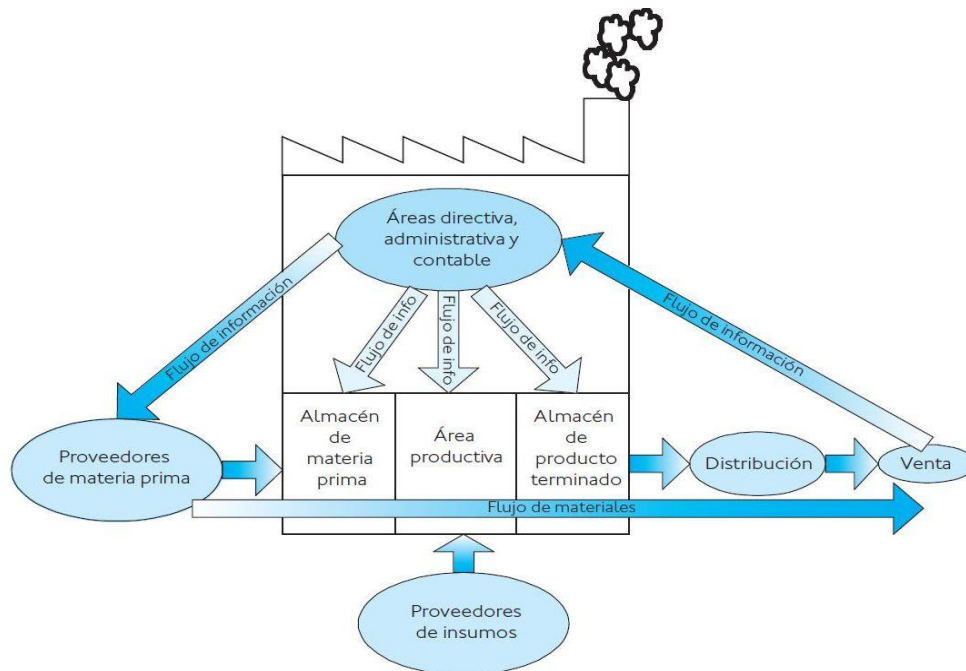 Áreas directiva,
administrativa y
contable
Flujo de información
Flujo de info
Flujo de info
Flujo de info
Flujo de información
Almacén
de
materia
prima
Área
productiva
Almacén
de
producto
terminado
Proveedores
de materia prima
Distribución
Venta
Flujo de materiales
Proveedores
de insumos